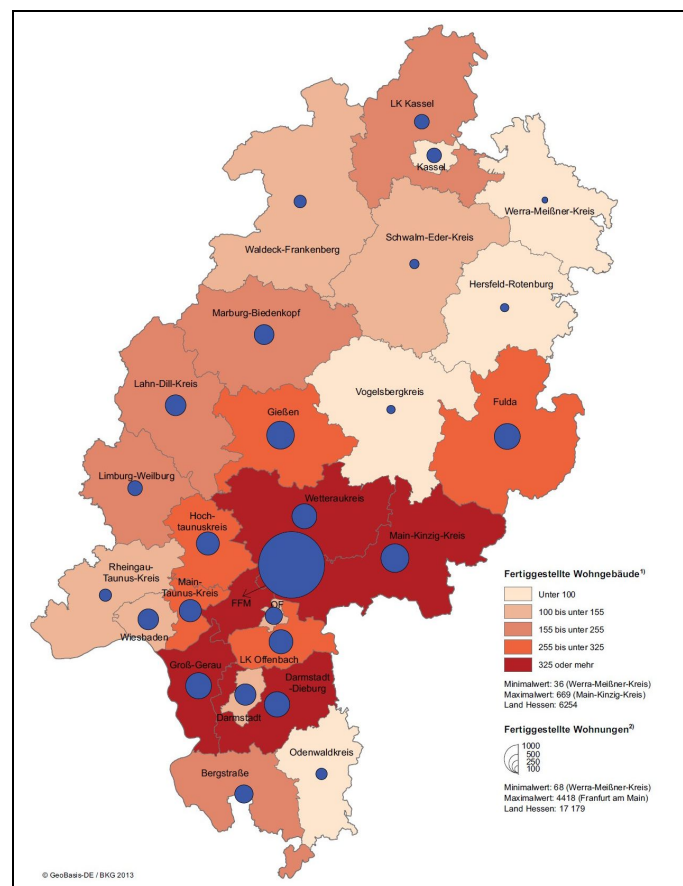 LK Kassel
Kassel
Werra-Meißner-Kreis
Waldeck-Frankenberg
Schwalm-Eder-Kreis
Hersfeld-Rotenburg
Marburg-Biedenkopf
Lahn-Dill-Kreis
Vogelsbergkreis
Gießen
Fulda
Limburg-Weilburg
Wetteraukreis
Hoch-
taunuskreis
Main-Kinzig-Kreis
Rheingau-
Taunus-Kreis
Main-
Taunus-Kreis
FFM
OF
Wiesbaden
LK Offenbach
Groß-Gerau
Darmstadt
-Dieburg
Darmstadt
Odenwaldkreis
Bergstraße
Fertiggestellte Wohngebäude1)
Unter 100
100 bis unter 155
155 bis unter 255
255 bis unter 325
325 oder mehr
Minimalwert: 36 (Werra-Meißner-Kreis)
Maximalwert: 669 (Main-Kinzig-Kreis)
Land Hessen: 6254
Fertiggestellte Wohnungen2)
1000
500
250
100
Minimalwert: 68 (Werra-Meißner-Kreis)
Maximalwert: 4418 (Franfurt am Main)
Land Hessen: 17 179
© GeoBasis-DE / BKG 2013